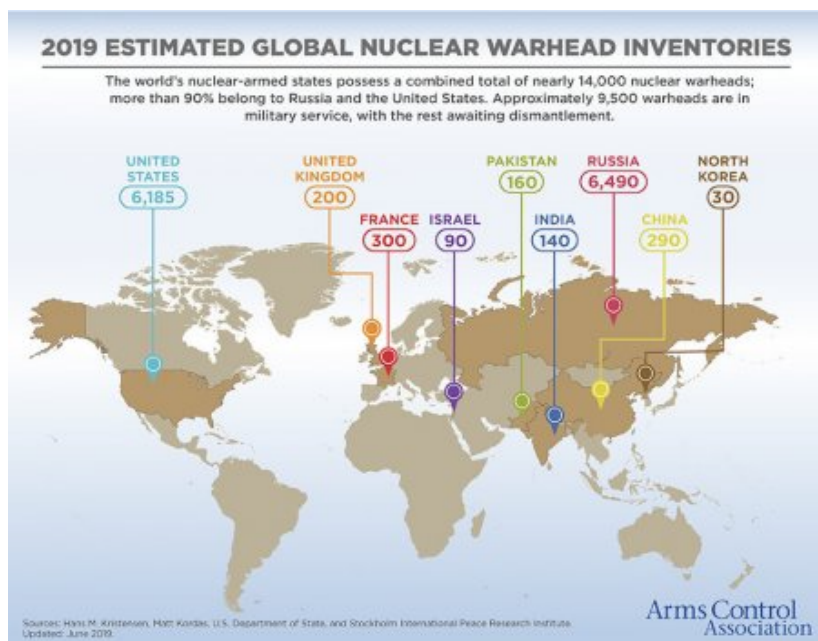 2019 ESTIMATED GLOBAL NUCLEAR WARHEAD INVENTORIES
The world's nuclear-armed states possess a combined total of nearly 14,000 nuclear warheads;
more than 90% belong to Russia and the United States. Approximately 9,500 warheads are in
military service, with the rest awaiting dismantlement.
UNITED
STATES
6,185
UNITED
KINGDOM
200
FRANCE
300
ISRAEL
90
PAKISTAN
160
INDIA
140
RUSSIA
6,490
CHINA
290
NORTH
KOREA
30
Sources: Hans M. Kristensen, Matt Kordas, U.S. Department of State, and Stockholm International Peace Research Institute.
Updated: June 2019.
Arms Control
Association